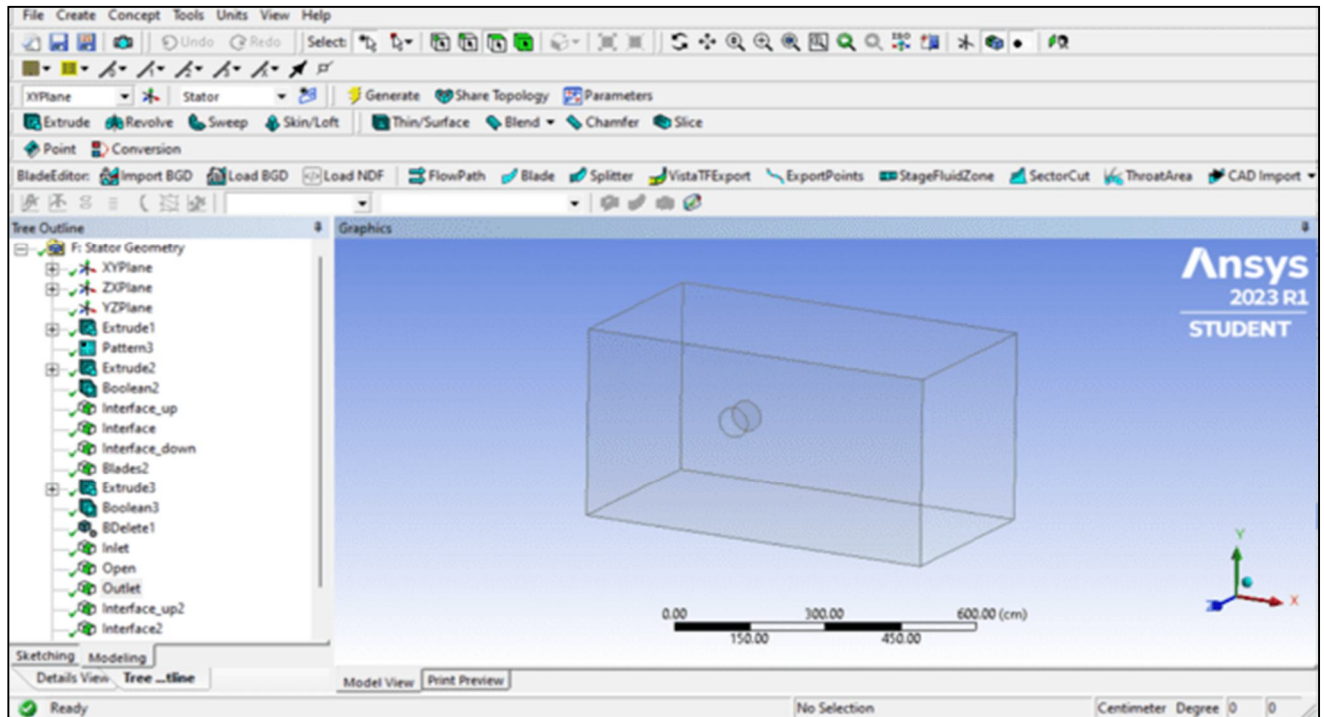 File Create Concept Tools Units View Help
Undo Redo Select:
XYPlane Stator Generate Share Topology Parameters
Extrude Revolve Sweep Skin/Loft Thin/Surface Blend Chamfer Slice
Point Conversion
BladeEditor: Import BGD Load BGD Load NDF FlowPath Blade Splitter VistaTFExport ExportPoints StageFluidZone SectorCut ThroatArea CAD Import
Tree Outline Graphics
F: Stator Geometry
XYPlane
ZXPlane
YZPlane
Extrude1
Pattern3
Extrude2
Boolean2
Interface_up
Interface
Interface_down
Blades2
Extrude3
Boolean3
BDelete1
Inlet
Open
Outlet
Interface_up2
Interface2
Ansys
2023 R1
STUDENT
Y
X
Z
0.00 300.00 600.00 (cm)
150.00 450.00
Sketching Modeling
Details View Tree ...tline Model View Print Preview
Ready No Selection Centimeter Degree 0 0